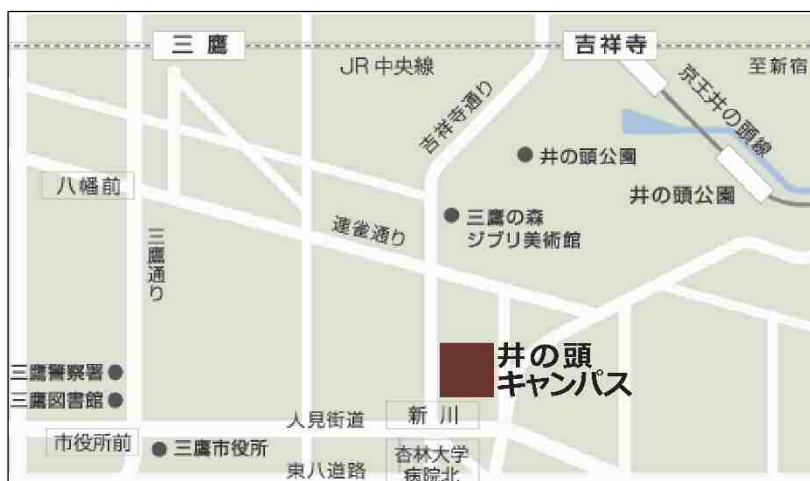 三鷹
吉祥寺
JR中央線
至新宿
吉祥寺通り
京王井の頭線
井の頭公園
井の頭公園
八幡前
三鷹の森
ジブリ美術館
連雀通り
三鷹通り
井の頭
キャンパス
三鷹警察署
三鷹図書館
人見街道
新川
市役所前
三鷹市役所
杏林大学
病院北
東八道路